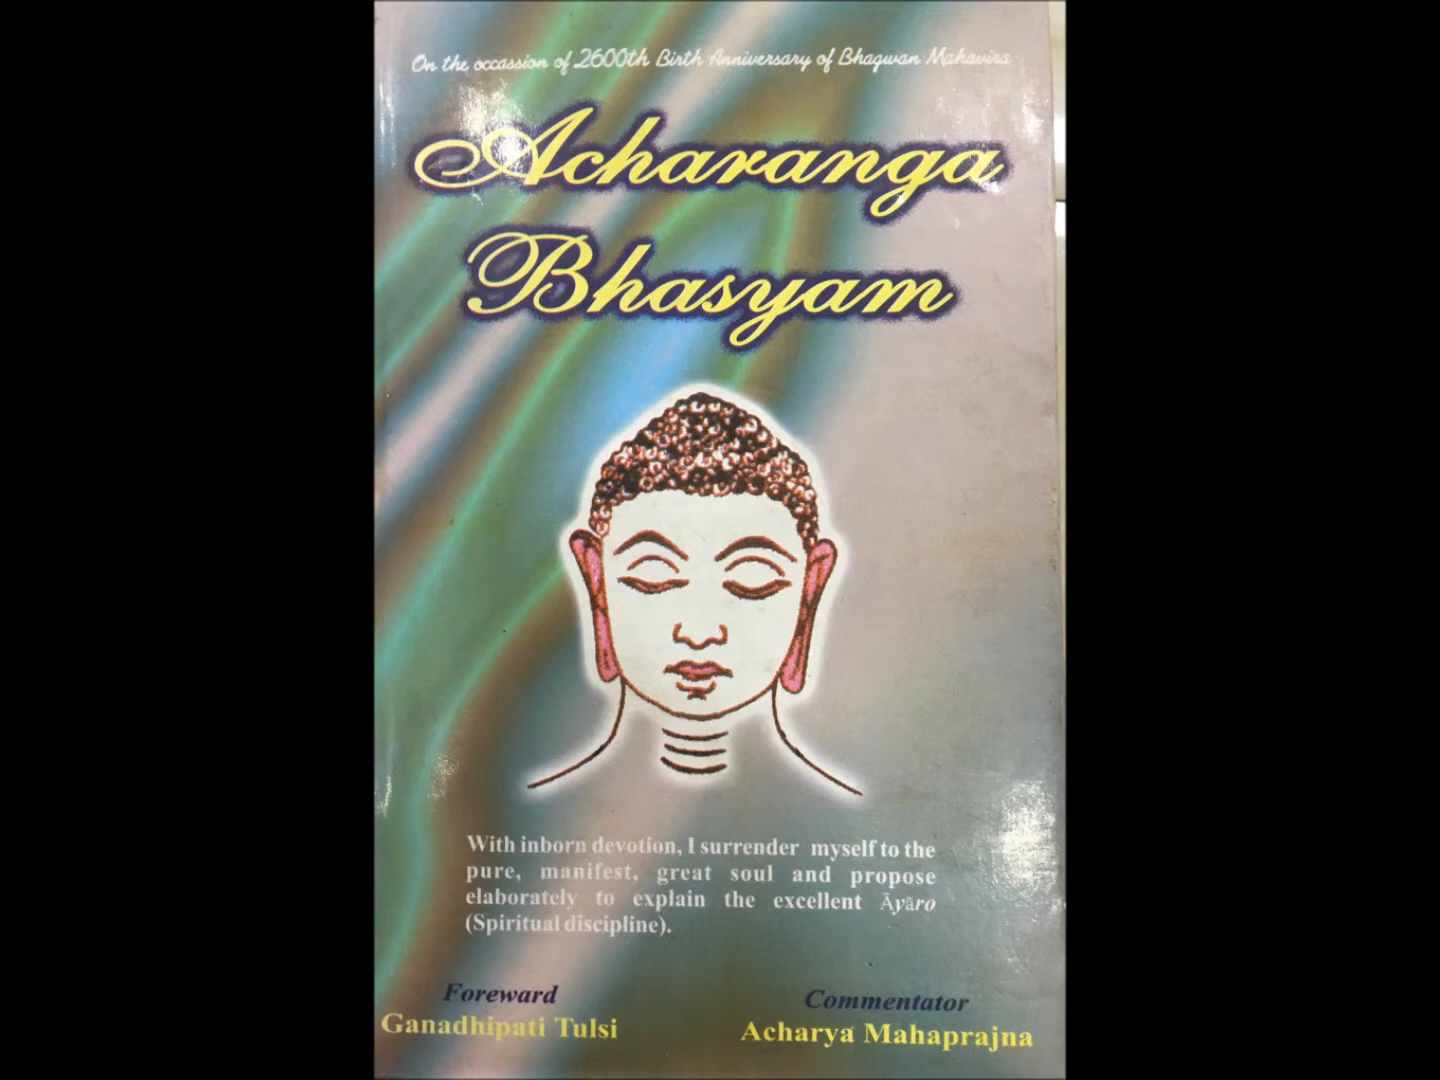 On the occassion of 2600th Birth Anniversary of Bhagwan Mahavira
Acharanga
Bhasyam
With inborn devotion, I surrender myself to the
pure, manifest, great soul and propose
elaborately to explain the excellent Āyāro
(Spiritual discipline).
Foreward
Commentator
Ganadhipati Tulsi
Acharya Mahaprajna